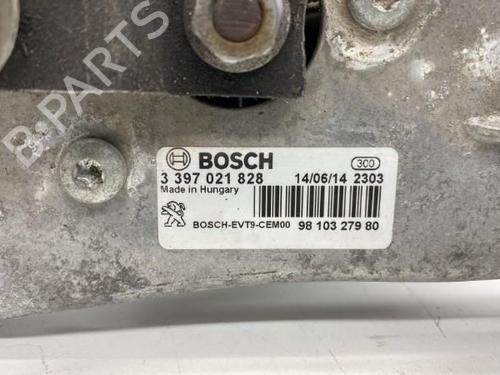 B-PARTS
BOSCH
300
3 397 021 828
14/06/14 2303
Made in Hungary
BOSCH-EVT9-CEM00
98 103 279 80